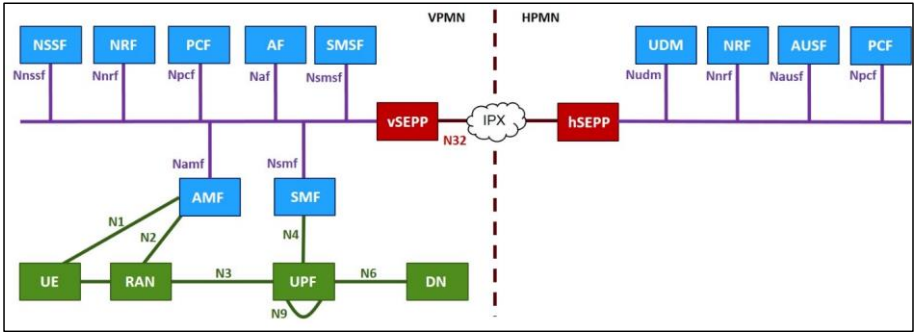 VPMN HPMN
NSSF NRF PCF AF SMSF UDM NRF AUSF PCF
Nnssf Nnrf Npcf Naf Nsmsf Nudm Nnrf Nausf Npcf
vSEPP IPX hSEPP
N32
Namf Nsmf
AMF SMF
N1 N2 N4
UE RAN N3 UPF N6 DN
N9